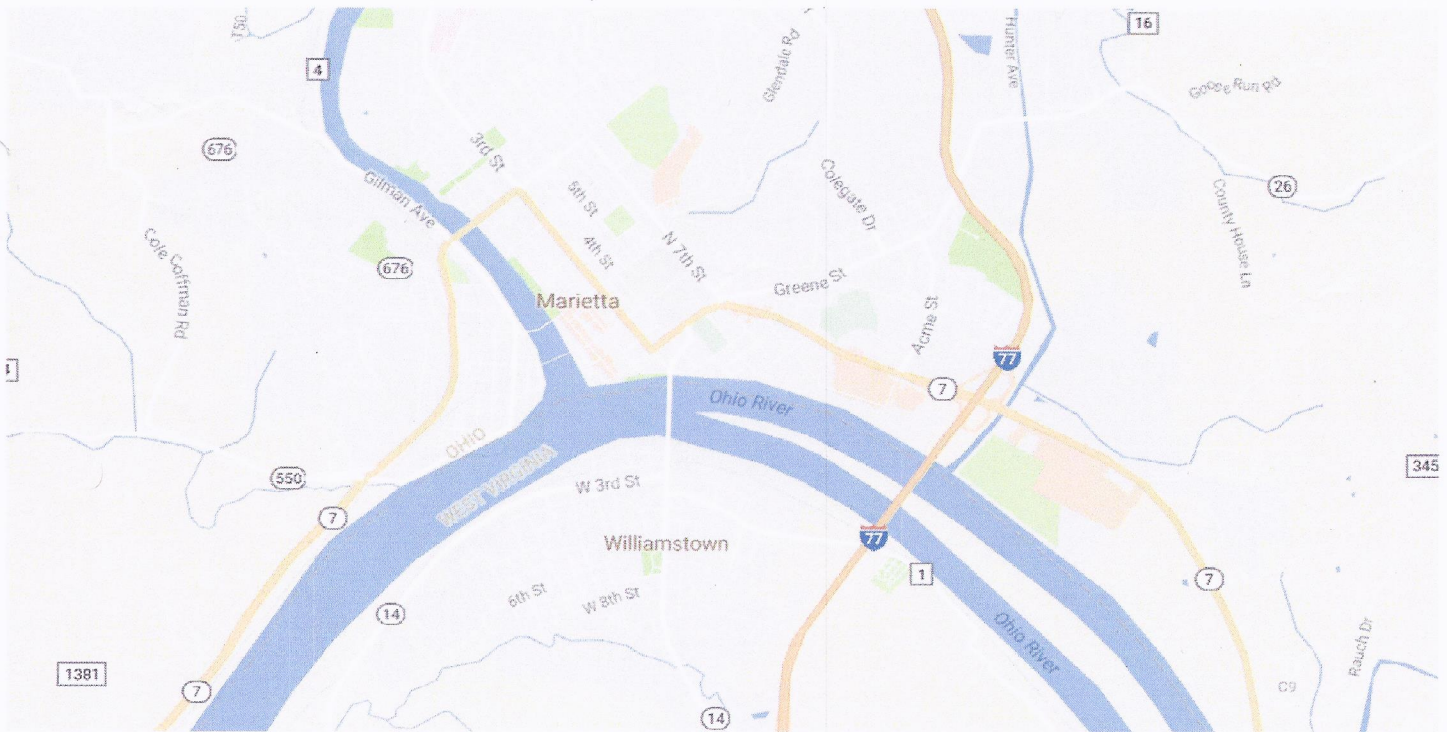 T50
16
4
Hunter Ave
Glendale Rd
Goose Run Rd
676
3rd St
Gilman Ave
5th St
Colegate Dr
26
County House Ln
Cole Coffman Rd
676
4th St
N 7th St
Greene St
Marietta
Acme St
77
7
Ohio River
OHIO
WEST VIRGINIA
550
W 3rd St
345
7
Williamstown
77
1
7
6th St
W 8th St
14
Ohio River
Rauch Dr
1381
7
C9
14